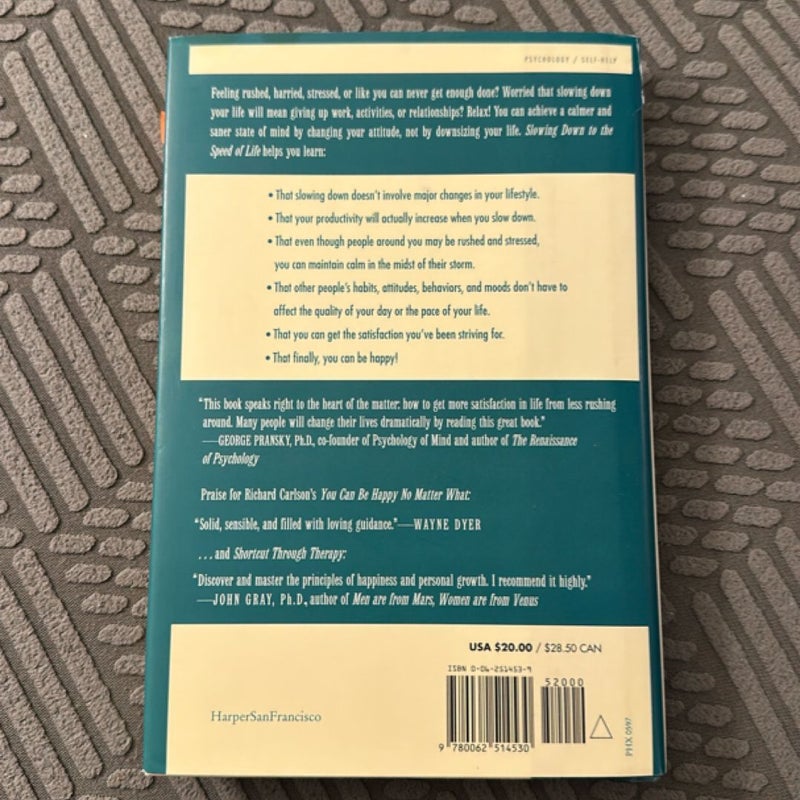 PSYCHOLOGY / SELF-HELP
Feeling rushed, harried, stressed, or like you can never get enough done? Worried that slowing down
your life will mean giving up work, activities, or relationships? Relax! You can achieve a calmer and
saner state of mind by changing your attitude, not by downsizing your life. Slowing Down to the
Speed of Life helps you learn:
• That slowing down doesn't involve major changes in your lifestyle.
• That your productivity will actually increase when you slow down.
• That even though people around you may be rushed and stressed,
you can maintain calm in the midst of their storm.
• That other people's habits, attitudes, behaviors, and moods don't have to
affect the quality of your day or the pace of your life.
• That you can get the satisfaction you've been striving for.
• That finally, you can be happy!
"This book speaks right to the heart of the matter: how to get more satisfaction in life from less rushing
around. Many people will change their lives dramatically by reading this great book."
—GEORGE PRANSKY, Ph.D., co-founder of Psychology of Mind and author of The Renaissance
of Psychology
Praise for Richard Carlson's You Can Be Happy No Matter What:
"Solid, sensible, and filled with loving guidance."—WAYNE DYER
. . . and Shortcut Through Therapy:
"Discover and master the principles of happiness and personal growth. I recommend it highly."
—JOHN GRAY, Ph.D., author of Men are from Mars, Women are from Venus
USA $20.00 / $28.50 CAN
ISBN 0-06-251453-9
52000
HarperSanFrancisco
9 780062 514530
PHX 0597